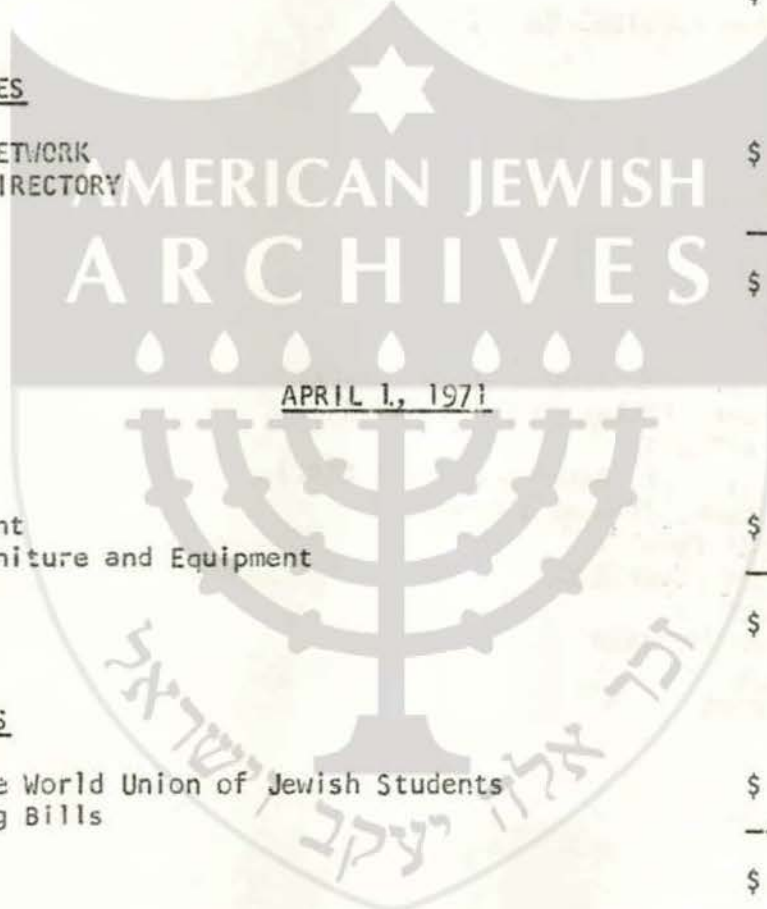 $
ES
ETWORK $
IRECTORY
AMERICAN JEWISH
ARCHIVES
$
APRIL 1, 1971
nt $
niture and Equipment
$
S
e World Union of Jewish Students $
g Bills
$
זכר אלה יעקב וישראל